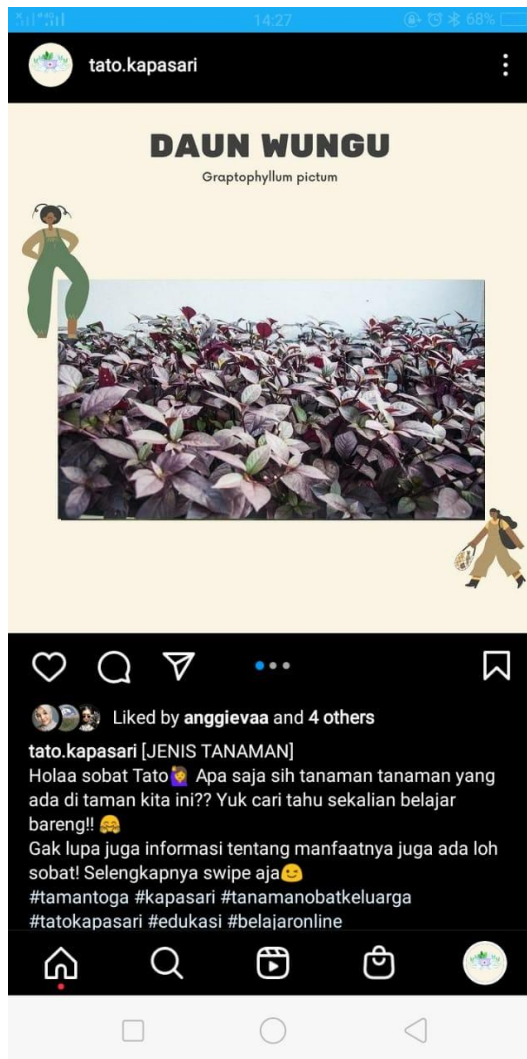 14:27
68%
tato.kapasari
DAUN WUNGU
Graptophyllum pictum
Liked by anggievaa and 4 others
tato.kapasari [JENIS TANAMAN]
Holaa sobat Tato🙋‍♀️ Apa saja sih tanaman tanaman yang
ada di taman kita ini?? Yuk cari tahu sekalian belajar
bareng!! 🤗
Gak lupa juga informasi tentang manfaatnya juga ada loh
sobat! Selengkapnya swipe aja😉
#tamantoga #kapasari #tanamanobatkeluarga
#tatokapasari #edukasi #belajaronline